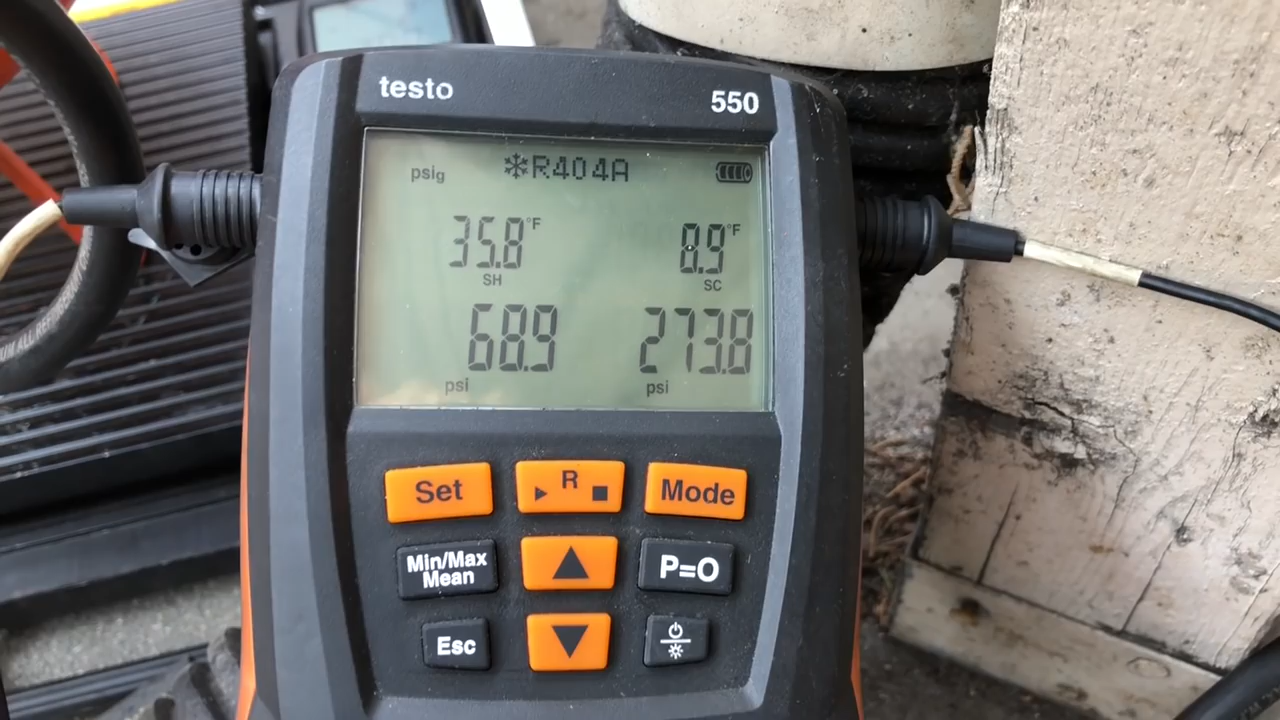 testo
550
psig
R404A
35.8 °F
8.9 °F
SH
SC
68.9
273.8
psi
psi
Set
R
Mode
Min/Max
Mean
P=O
Esc